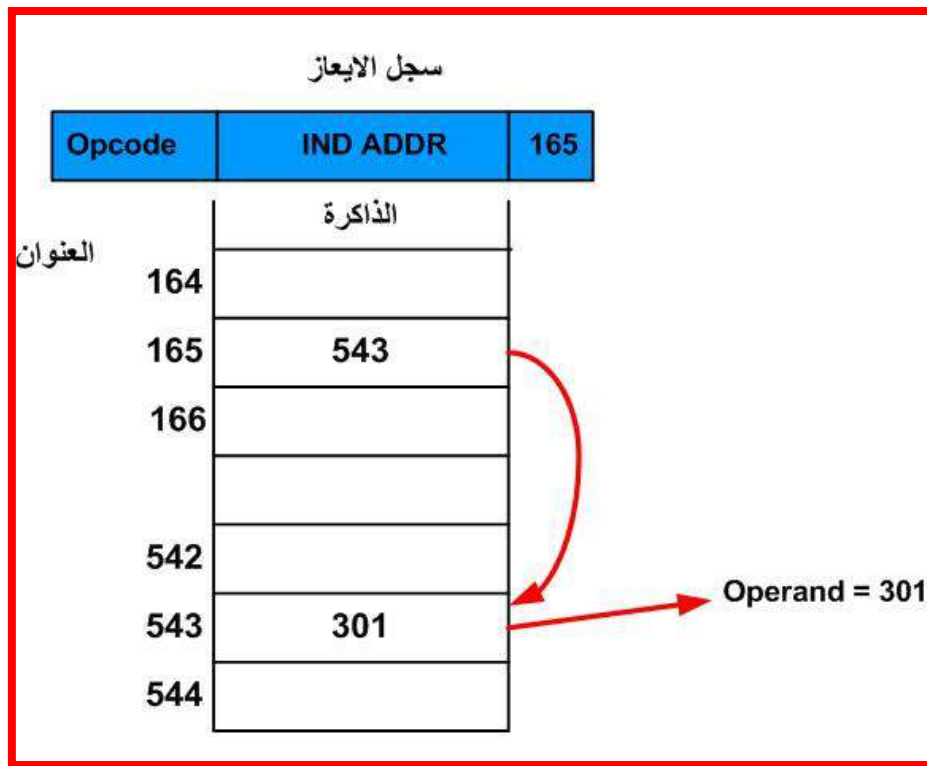 سجل الايعاز
Opcode IND ADDR 165
الذاكرة
العنوان
164
165 543
166
542
543 301
Operand = 301
544